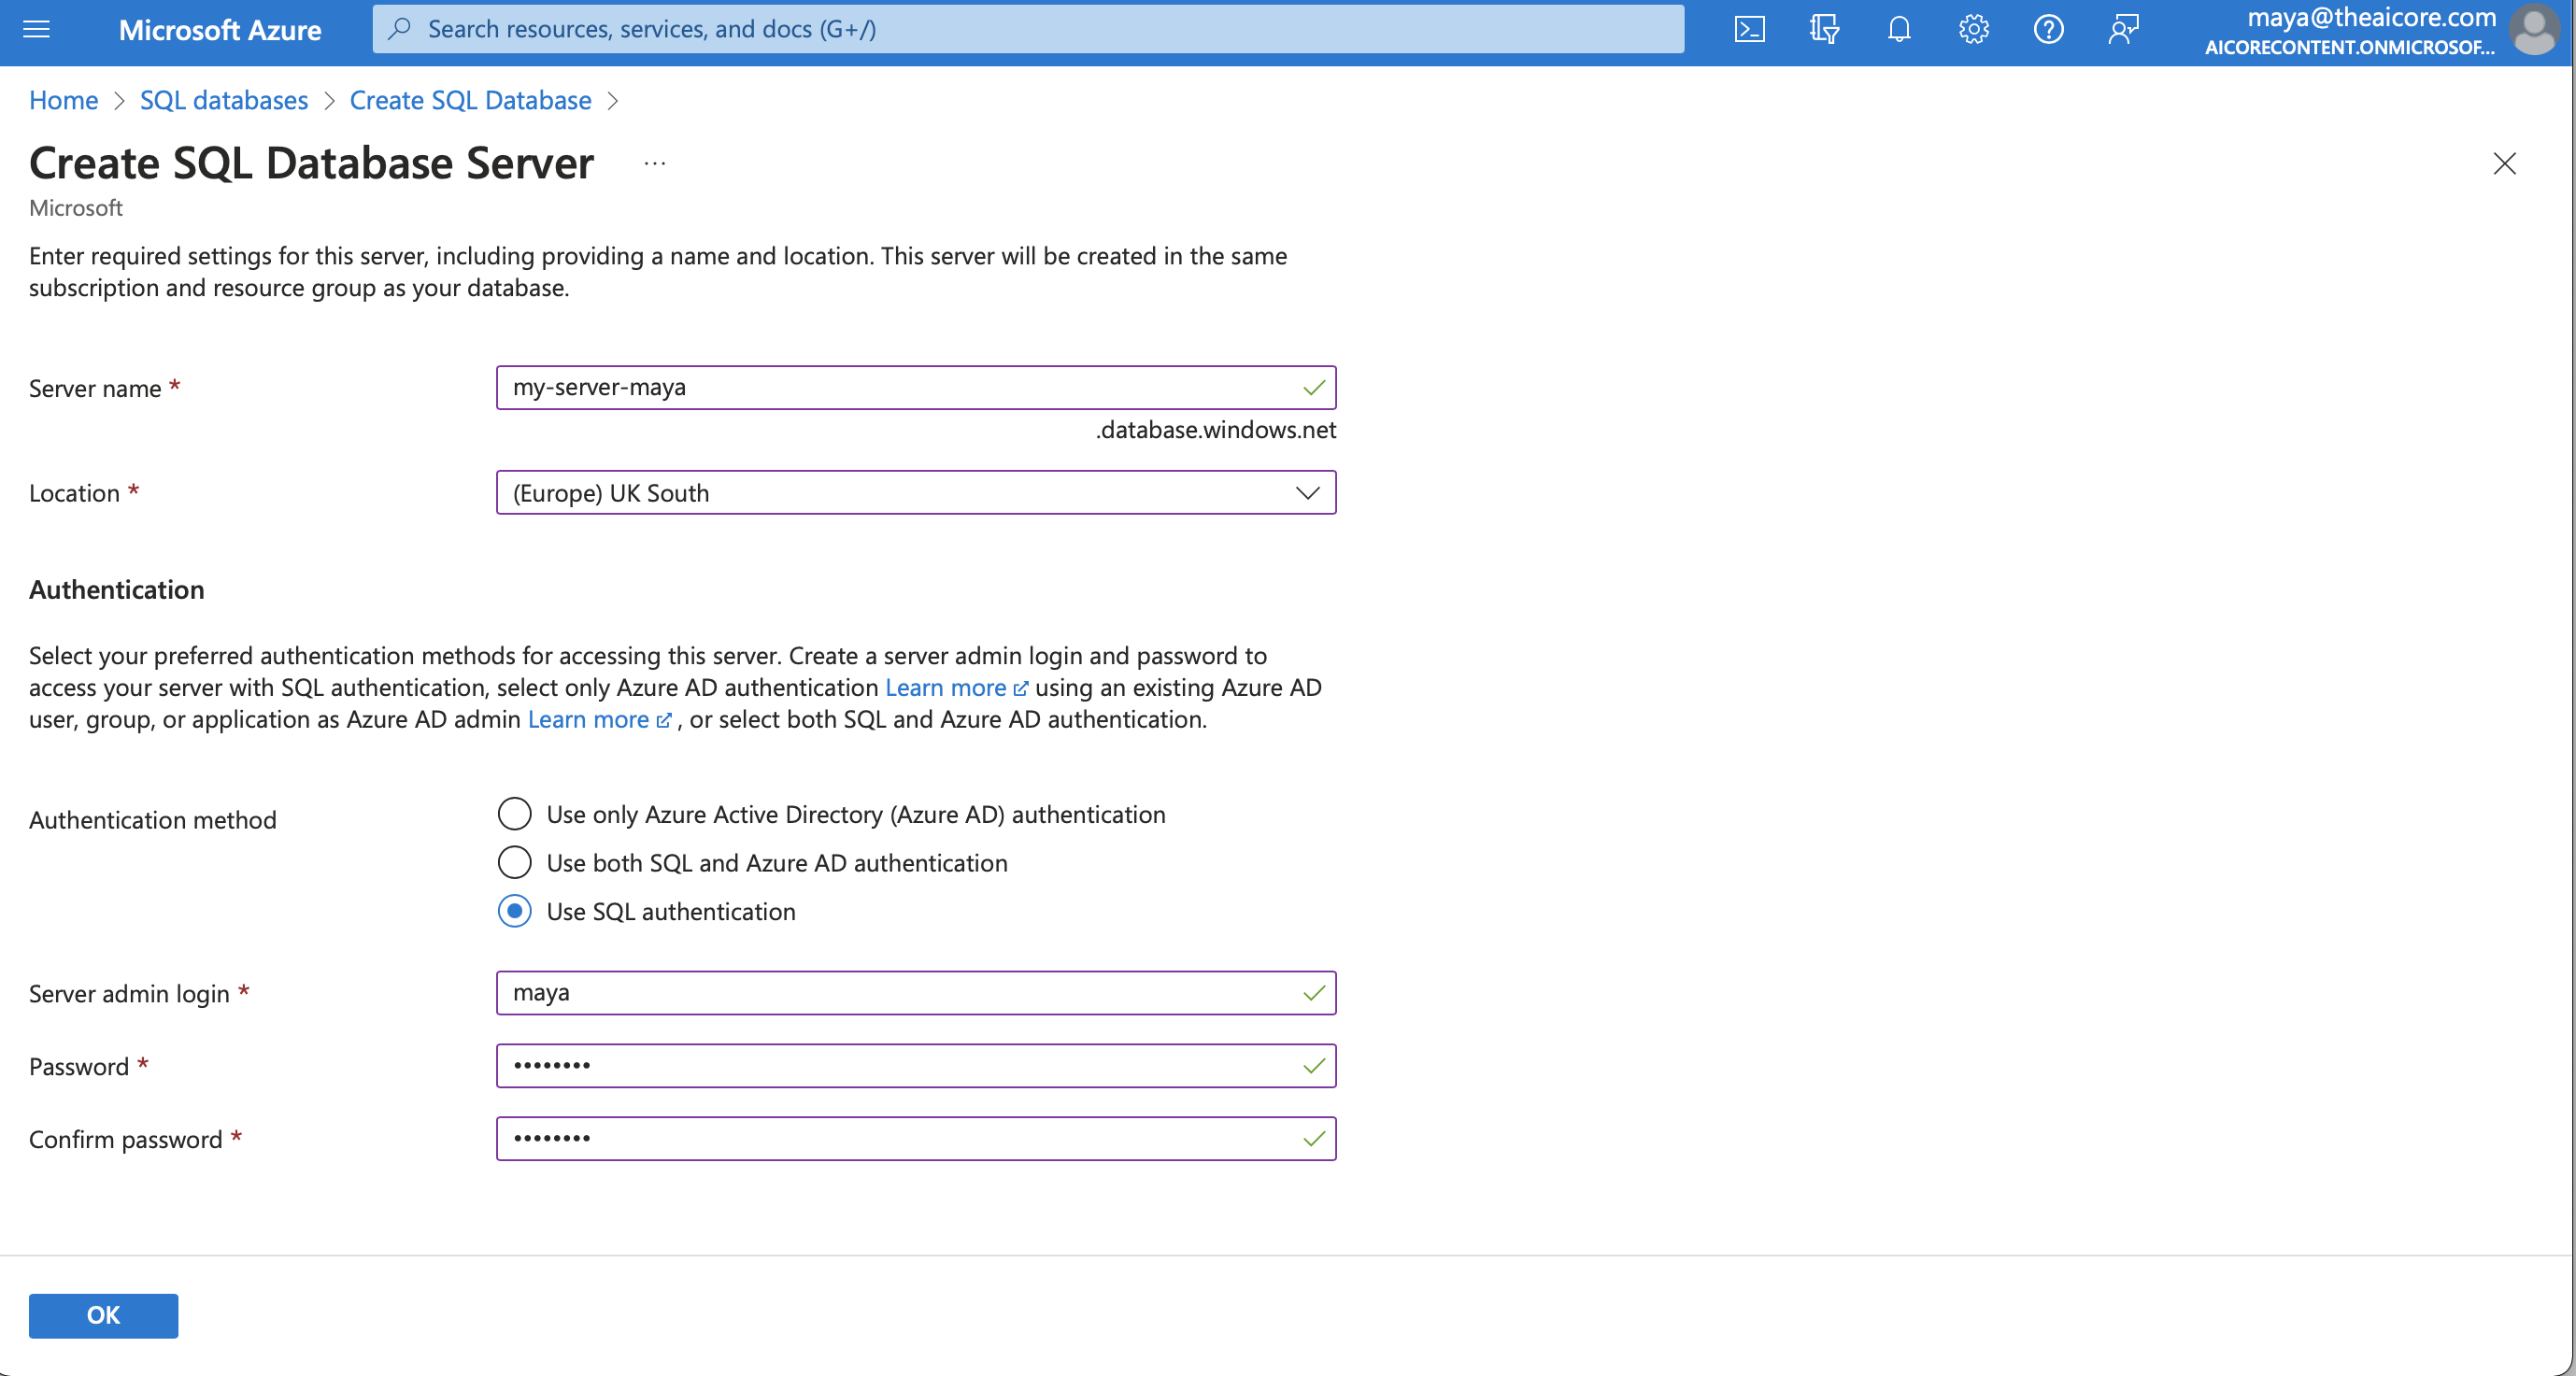 Microsoft Azure
Search resources, services, and docs (G+/)
maya@theaicore.com
AICORECONTENT.ONMICROSOF...
Home > SQL databases > Create SQL Database >
Create SQL Database Server ...
Microsoft
Enter required settings for this server, including providing a name and location. This server will be created in the same
subscription and resource group as your database.
Server name *
my-server-maya
.database.windows.net
Location *
(Europe) UK South
Authentication
Select your preferred authentication methods for accessing this server. Create a server admin login and password to
access your server with SQL authentication, select only Azure AD authentication Learn more using an existing Azure AD
user, group, or application as Azure AD admin Learn more , or select both SQL and Azure AD authentication.
Authentication method
Use only Azure Active Directory (Azure AD) authentication
Use both SQL and Azure AD authentication
Use SQL authentication
Server admin login *
maya
Password *
••••••••
Confirm password *
••••••••
OK